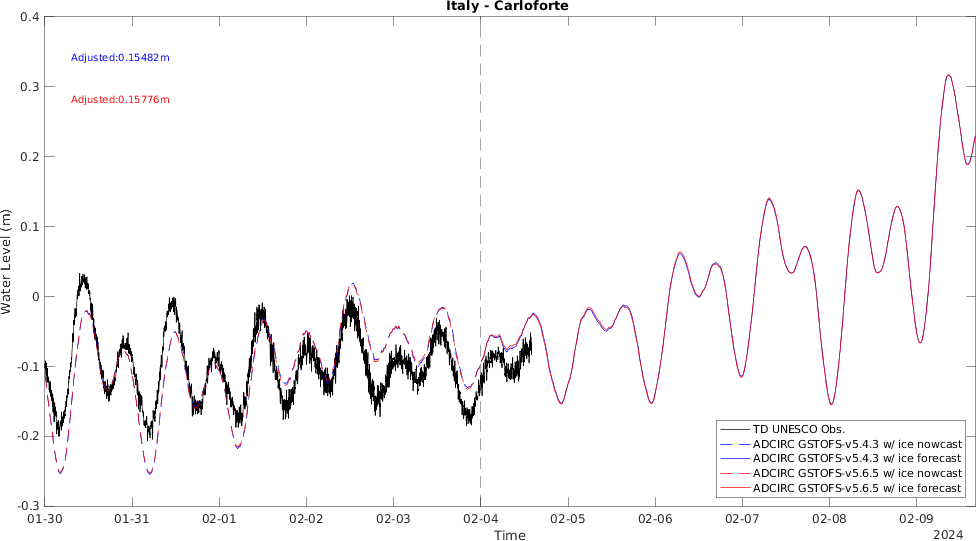 Italy - Carloforte
Adjusted:0.15482m
Adjusted:0.15776m
Water Level (m)
0.4
0.3
0.2
0.1
0
-0.1
-0.2
-0.3
TD UNESCO Obs.
ADCIRC GSTOFS-v5.4.3 w/ ice nowcast
ADCIRC GSTOFS-v5.4.3 w/ ice forecast
ADCIRC GSTOFS-v5.6.5 w/ ice nowcast
ADCIRC GSTOFS-v5.6.5 w/ ice forecast
01-30 01-31 02-01 02-02 02-03 02-04 02-05 02-06 02-07 02-08 02-09
Time
2024